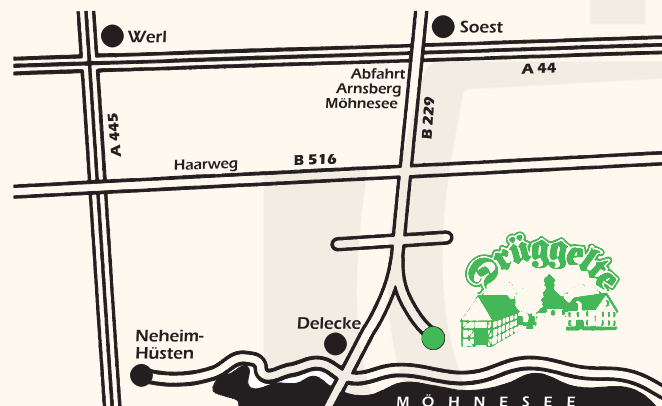 Werl
Soest
A 44
Abfahrt
Arnsberg
Möhnesee
B 229
A 445
Haarweg
B 516
Drüggelte
Delecke
Neheim-
Hüsten
MÖHNESEE